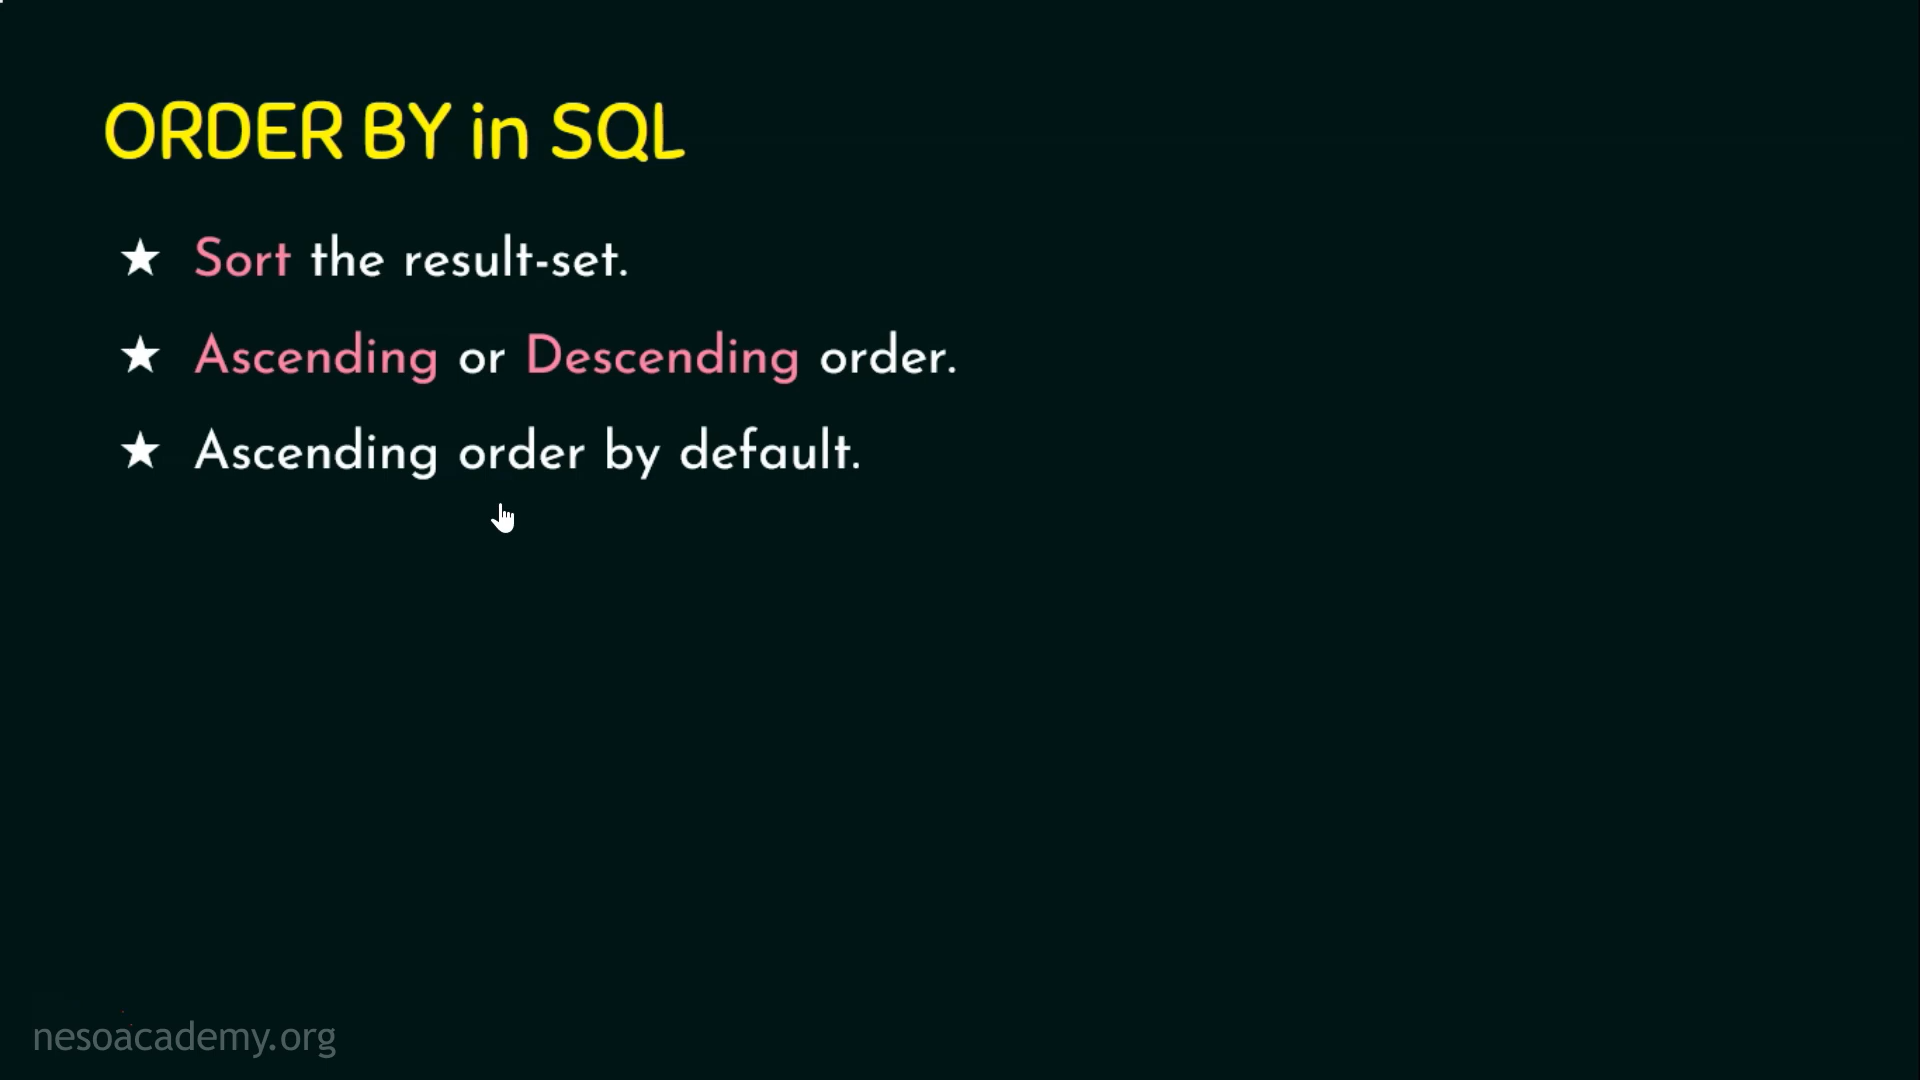 ORDER BY in SQL
★ Sort the result-set.
★ Ascending or Descending order.
★ Ascending order by default.
nesoacademy.org